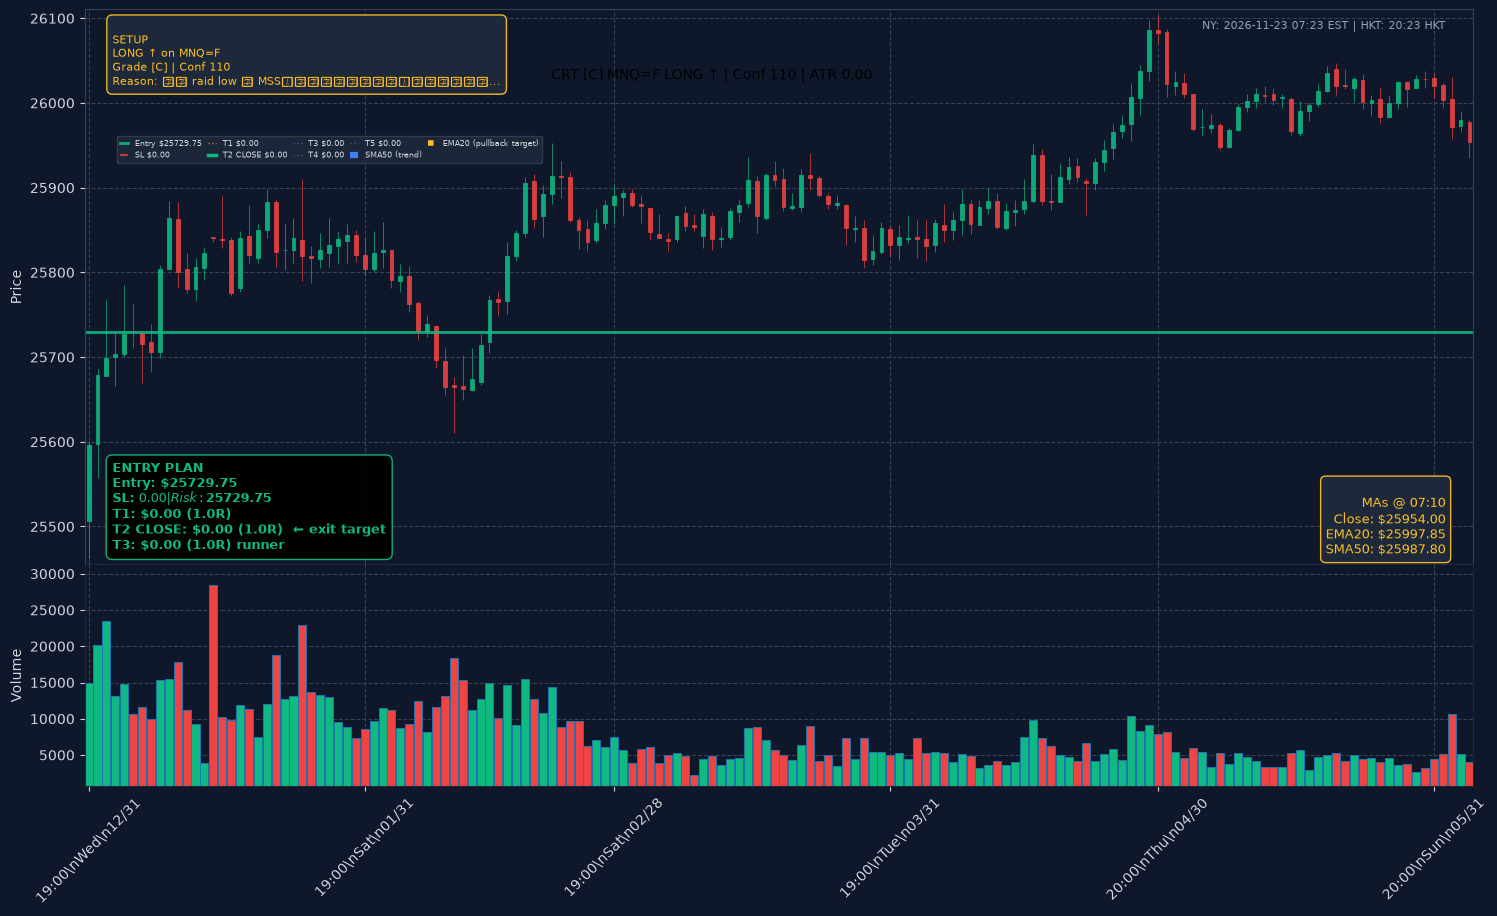 NY: 2026-11-23 07:23 EST | HKT: 20:23 HKT
SETUP
LONG ↑ on MNQ=F
Grade [C] | Conf 110
Reason: raid low MSS ...
CRT [C] MNQ=F LONG ↑ | Conf 110 | ATR 0.00
Entry $25729.75
SL $0.00
T1 $0.00
T2 CLOSE $0.00
T3 $0.00
T4 $0.00
T5 $0.00
SMA50 (trend)
EMA20 (pullback target)
Price
26100
26000
25900
25800
25700
25600
25500
ENTRY PLAN
Entry: $25729.75
SL: 0.00|Risk:25729.75
T1: $0.00 (1.0R)
T2 CLOSE: $0.00 (1.0R) ← exit target
T3: $0.00 (1.0R) runner
MAs @ 07:10
Close: $25954.00
EMA20: $25997.85
SMA50: $25987.80
Volume
30000
25000
20000
15000
10000
5000
19:00\nWed\n12/31
19:00\nSat\n01/31
19:00\nSat\n02/28
19:00\nTue\n03/31
20:00\nThu\n04/30
20:00\nSun\n05/31